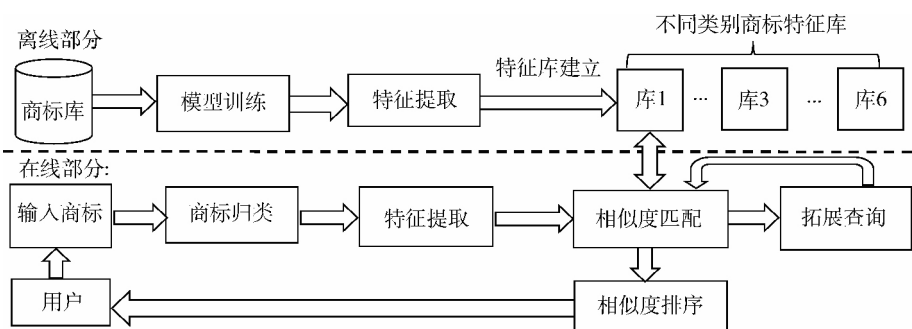 不同类别商标特征库
离线部分
特征库建立
商标库
模型训练
特征提取
库1
...
库3
...
库6
在线部分:
输入商标
商标归类
特征提取
相似度匹配
拓展查询
用户
相似度排序